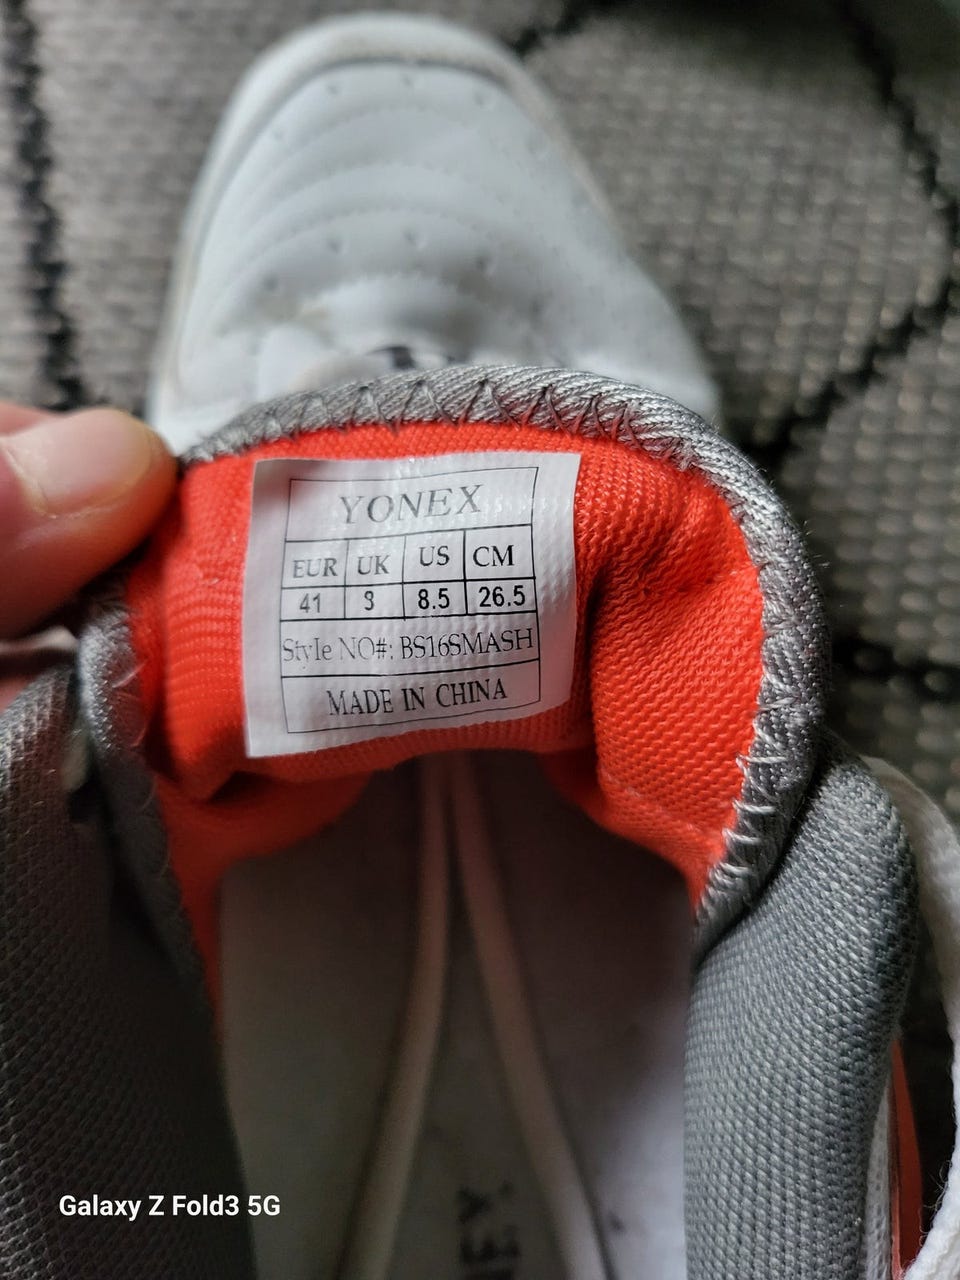 YONEX
EUR UK US CM
41 8.5 26.5
Style NO#: BS16SMASH
MADE IN CHINA
Galaxy Z Fold3 5G